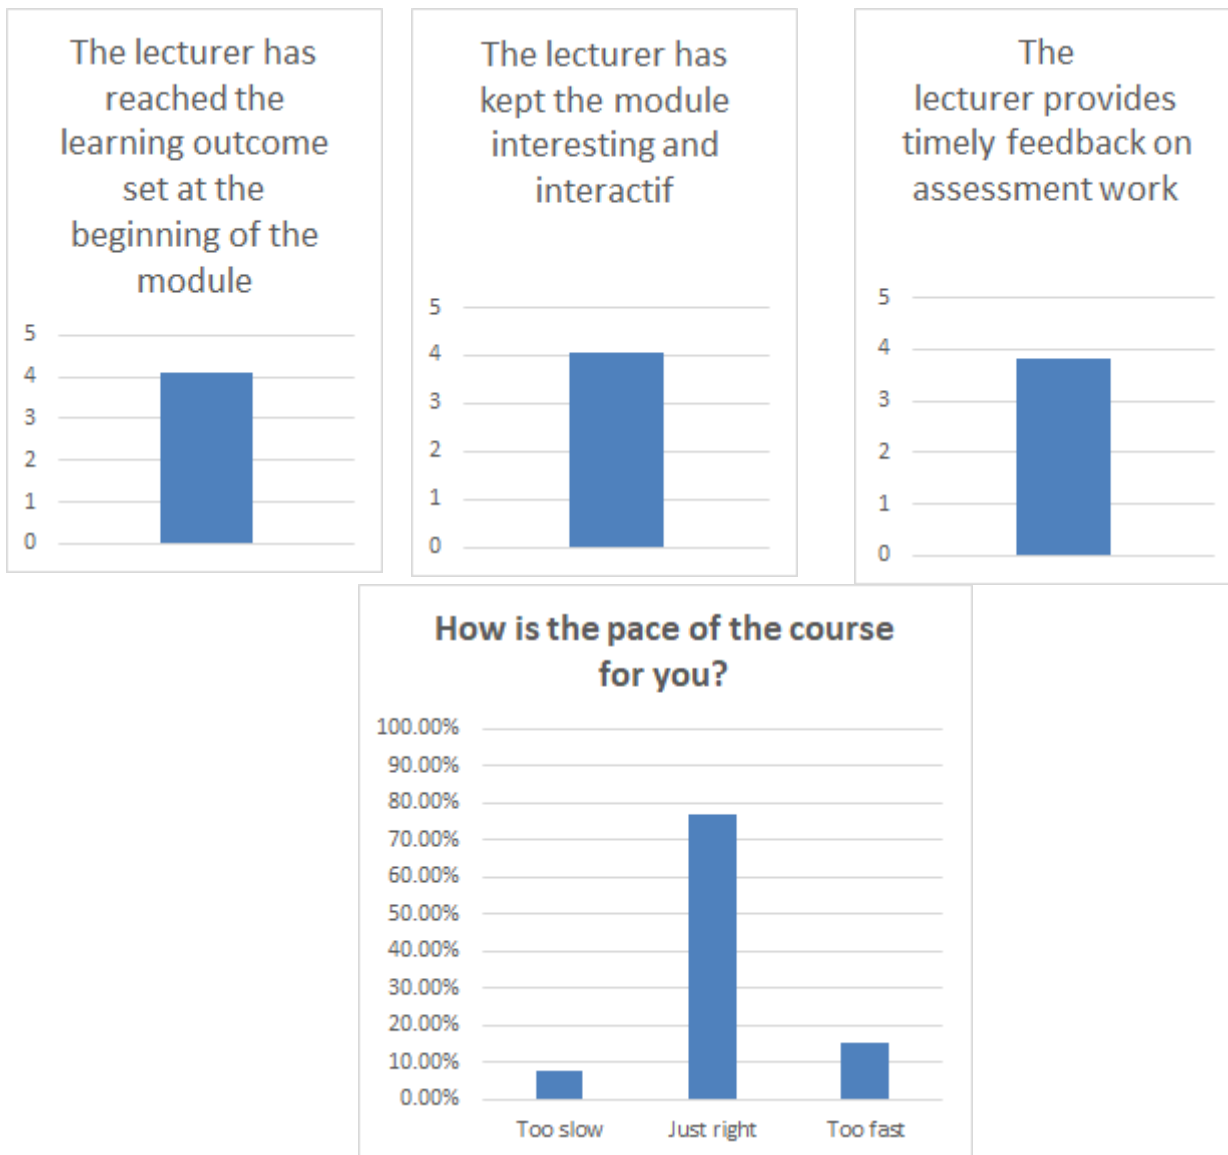 The lecturer has
reached the
learning outcome
set at the
beginning of the
module
5
4
3
2
1
0
The lecturer has
kept the module
interesting and
interactif
5
4
3
2
1
0
The
lecturer provides
timely feedback on
assessment work
5
4
3
2
1
0
How is the pace of the course
for you?
100.00%
90.00%
80.00%
70.00%
60.00%
50.00%
40.00%
30.00%
20.00%
10.00%
0.00%
Too slow Just right Too fast